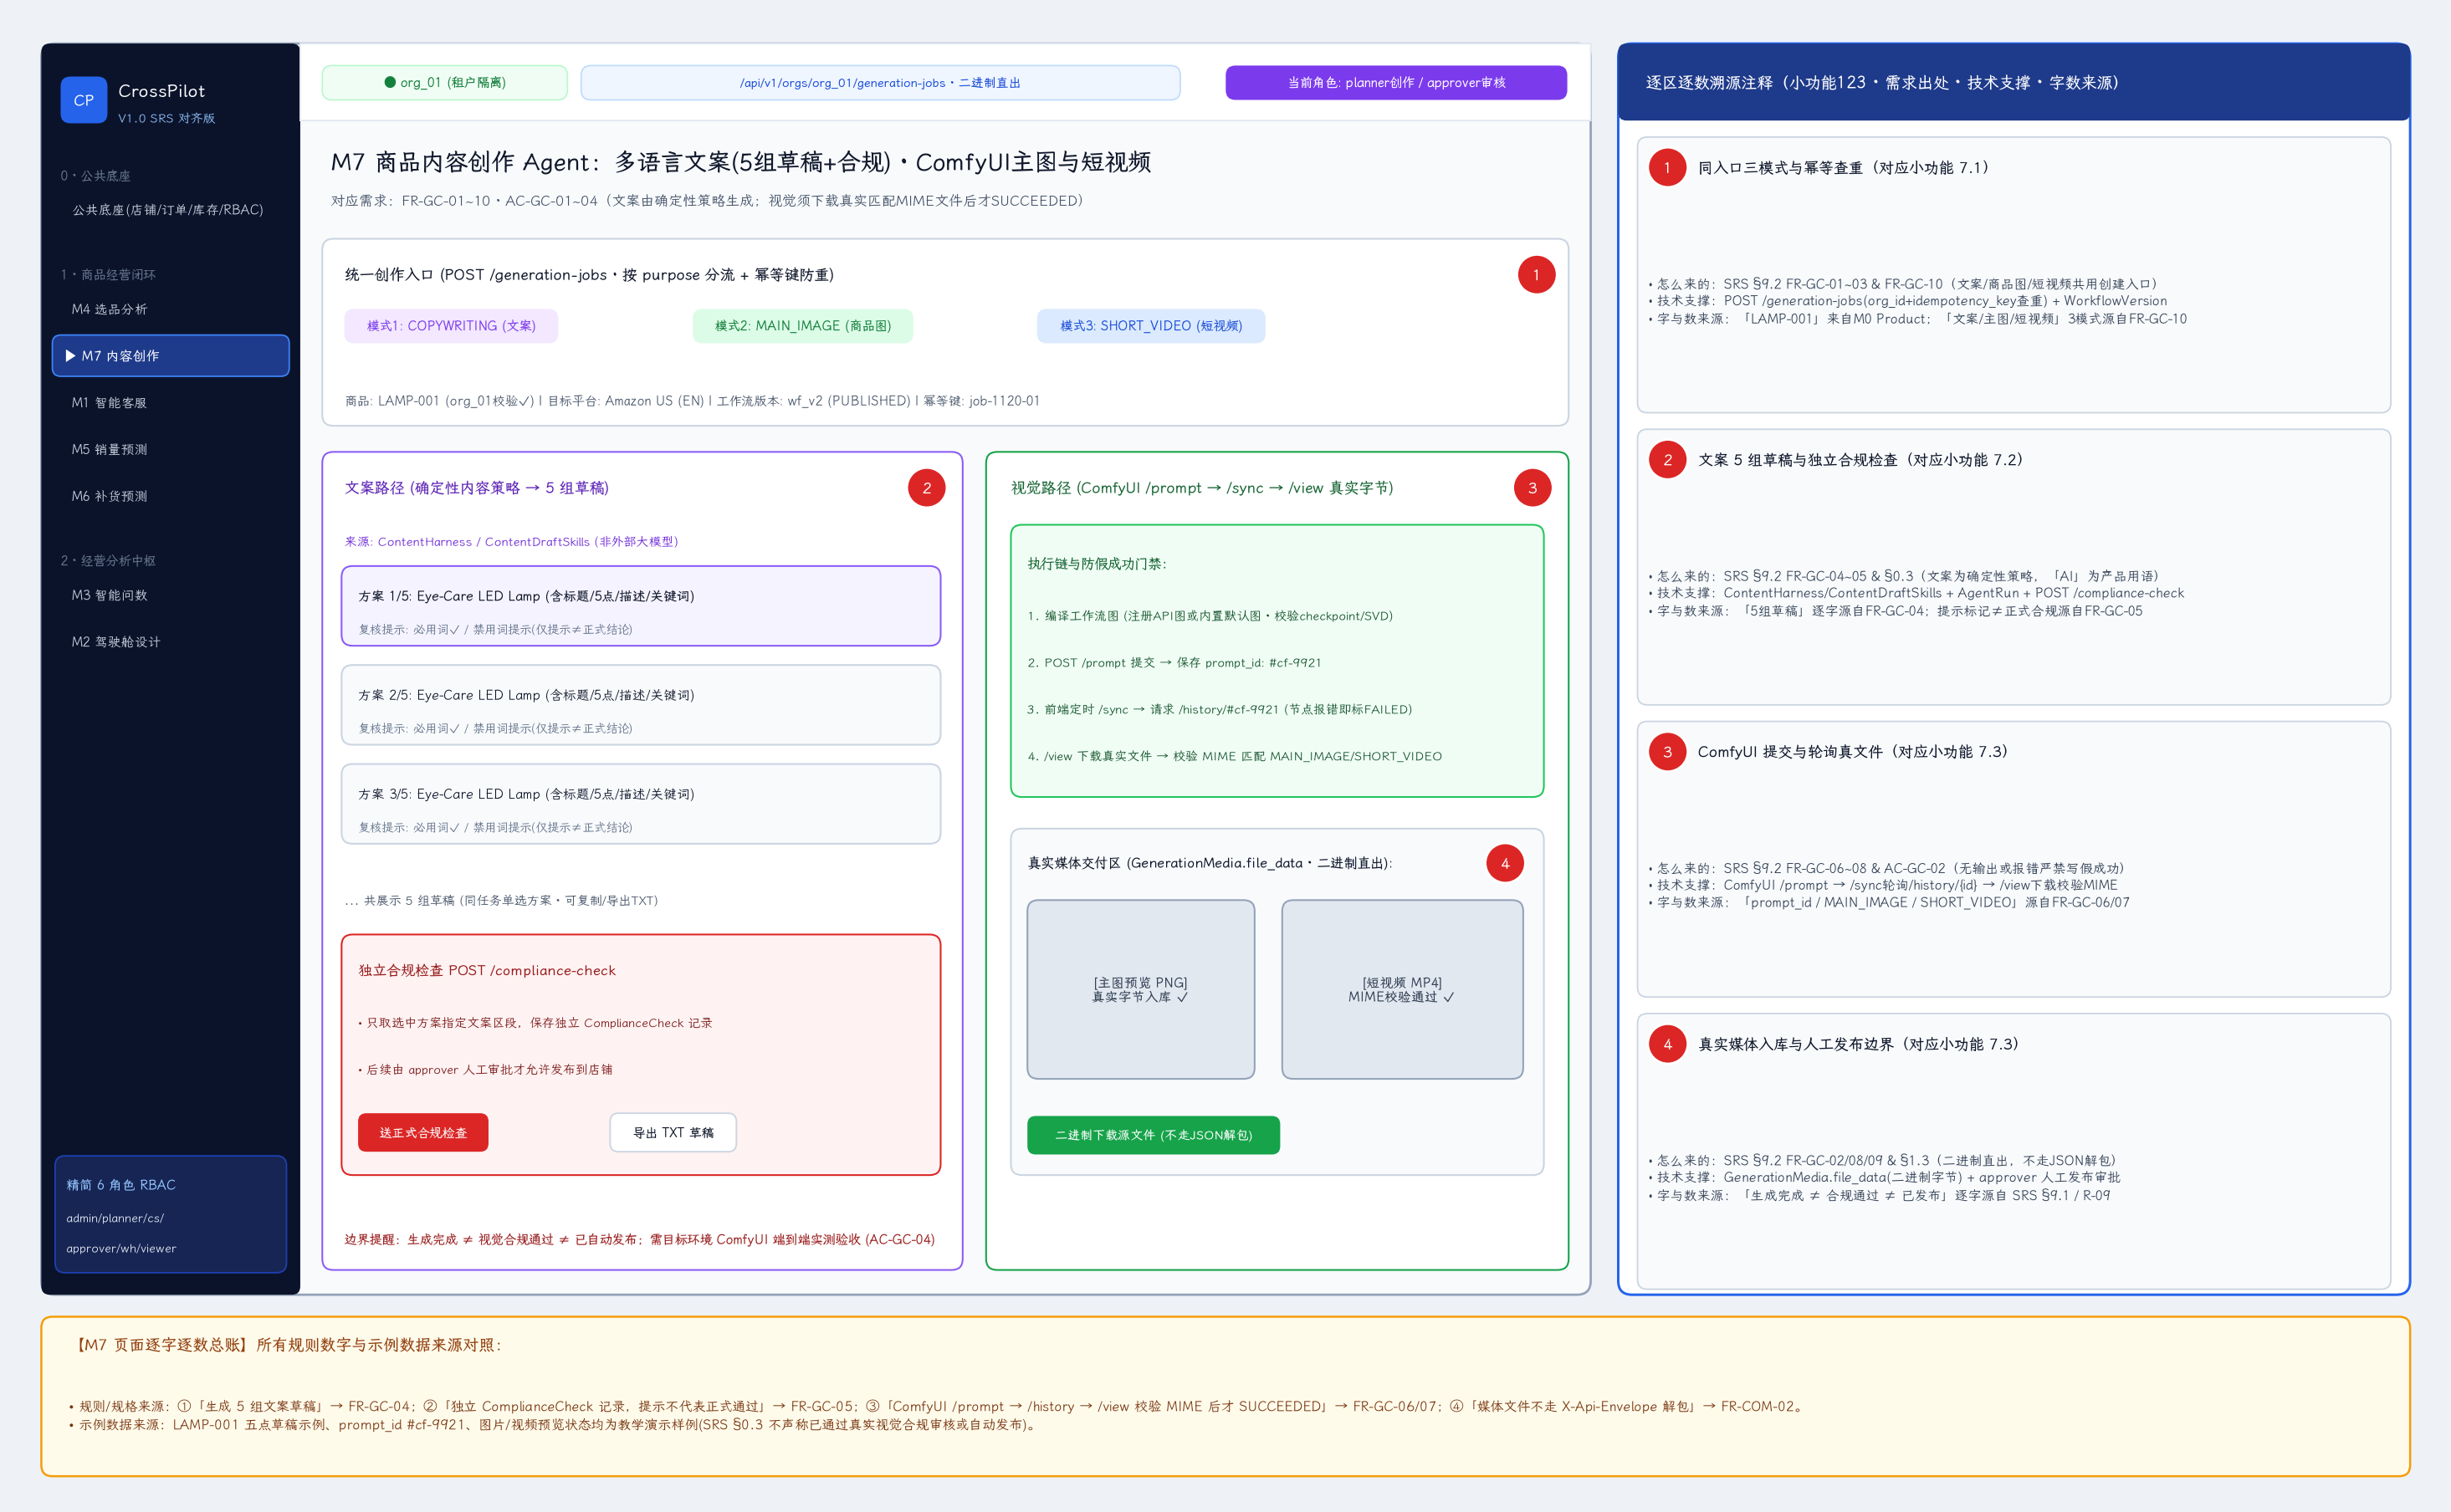 CP
CrossPilot
V1.0 SRS 对齐版
0・公共底座
公共底座(店铺/订单/库存/RBAC)
1・商品经营闭环
M4 选品分析
▶ M7 内容创作
M1 智能客服
M5 销量预测
M6 补货预测
2・经营分析中枢
M3 智能问数
M2 驾驶舱设计
精简 6 角色 RBAC
admin/planner/cs/
approver/wh/viewer
● org_01 (租户隔离)
/api/v1/orgs/org_01/generation-jobs・二进制直出
当前角色: planner创作 / approver审核
M7 商品内容创作 Agent：多语言文案(5组草稿+合规)・ComfyUI主图与短视频
对应需求：FR-GC-01~10・AC-GC-01~04（文案由确定性策略生成；视觉须下载真实匹配MIME文件后才SUCCEEDED）
统一创作入口 (POST /generation-jobs・按 purpose 分流 + 幂等键防重)
1
模式1: COPYWRITING (文案)
模式2: MAIN_IMAGE (商品图)
模式3: SHORT_VIDEO (短视频)
商品: LAMP-001 (org_01校验✓) | 目标平台: Amazon US (EN) | 工作流版本: wf_v2 (PUBLISHED) | 幂等键: job-1120-01
文案路径 (确定性内容策略 → 5 组草稿)
2
来源: ContentHarness / ContentDraftSkills (非外部大模型)
方案 1/5: Eye-Care LED Lamp (含标题/5点/描述/关键词)
复核提示: 必用词✓ / 禁用词提示(仅提示≠正式结论)
方案 2/5: Eye-Care LED Lamp (含标题/5点/描述/关键词)
复核提示: 必用词✓ / 禁用词提示(仅提示≠正式结论)
方案 3/5: Eye-Care LED Lamp (含标题/5点/描述/关键词)
复核提示: 必用词✓ / 禁用词提示(仅提示≠正式结论)
... 共展示 5 组草稿 (同任务单选方案・可复制/导出TXT)
独立合规检查 POST /compliance-check
• 只取选中方案指定文案区段，保存独立 ComplianceCheck 记录
• 后续由 approver 人工审批才允许发布到店铺
送正式合规检查
导出 TXT 草稿
边界提醒：生成完成 ≠ 视觉合规通过 ≠ 已自动发布；需目标环境 ComfyUI 端到端实测验收 (AC-GC-04)
视觉路径 (ComfyUI /prompt → /sync → /view 真实字节)
3
执行链与防假成功门禁：
1. 编译工作流图 (注册API图或内置默认图・校验checkpoint/SVD)
2. POST /prompt 提交 → 保存 prompt_id: #cf-9921
3. 前端定时 /sync → 请求 /history/#cf-9921 (节点报错即标FAILED)
4. /view 下载真实文件 → 校验 MIME 匹配 MAIN_IMAGE/SHORT_VIDEO
真实媒体交付区 (GenerationMedia.file_data・二进制直出)：
4
[主图预览 PNG]
真实字节入库 ✓
[短视频 MP4]
MIME校验通过 ✓
二进制下载源文件 (不走JSON解包)
逐区逐数溯源注释（小功能123・需求出处・技术支撑・字数来源）
1
同入口三模式与幂等查重（对应小功能 7.1）
• 怎么来的：SRS §9.2 FR-GC-01~03 & FR-GC-10（文案/商品图/短视频共用创建入口）
• 技术支撑：POST /generation-jobs(org_id+idempotency_key查重) + WorkflowVersion
• 字与数来源：「LAMP-001」来自M0 Product；「文案/主图/短视频」3模式源自FR-GC-10
2
文案 5 组草稿与独立合规检查（对应小功能 7.2）
• 怎么来的：SRS §9.2 FR-GC-04~05 & §0.3（文案为确定性策略，「AI」为产品用语）
• 技术支撑：ContentHarness/ContentDraftSkills + AgentRun + POST /compliance-check
• 字与数来源：「5组草稿」逐字源自FR-GC-04；提示标记≠正式合规源自FR-GC-05
3
ComfyUI 提交与轮询真文件（对应小功能 7.3）
• 怎么来的：SRS §9.2 FR-GC-06~08 & AC-GC-02（无输出或报错严禁写假成功）
• 技术支撑：ComfyUI /prompt → /sync轮询/history/{id} → /view下载校验MIME
• 字与数来源：「prompt_id / MAIN_IMAGE / SHORT_VIDEO」源自FR-GC-06/07
4
真实媒体入库与人工发布边界（对应小功能 7.3）
• 怎么来的：SRS §9.2 FR-GC-02/08/09 & §1.3（二进制直出，不走JSON解包）
• 技术支撑：GenerationMedia.file_data(二进制字节) + approver 人工发布审批
• 字与数来源：「生成完成 ≠ 合规通过 ≠ 已发布」逐字源自 SRS §9.1 / R-09
【M7 页面逐字逐数总账】所有规则数字与示例数据来源对照：
• 规则/规格来源：①「生成 5 组文案草稿」→ FR-GC-04；②「独立 ComplianceCheck 记录，提示不代表正式通过」→ FR-GC-05；③「ComfyUI /prompt → /history → /view 校验 MIME 后才 SUCCEEDED」→ FR-GC-06/07；④「媒体文件不走 X-Api-Envelope 解包」→ FR-COM-02。
• 示例数据来源：LAMP-001 五点草稿示例、prompt_id #cf-9921、图片/视频预览状态均为教学演示样例(SRS §0.3 不声称已通过真实视觉合规审核或自动发布)。